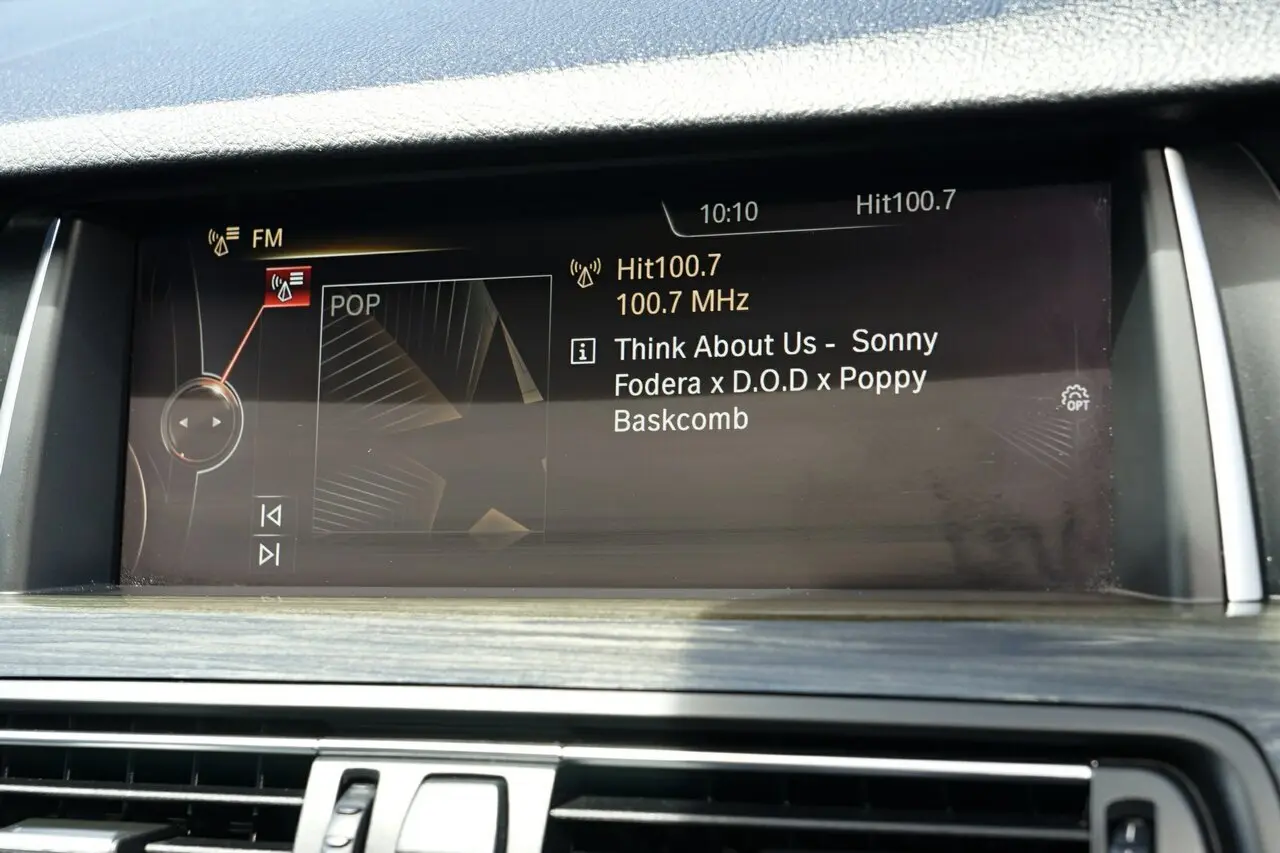 10:10 Hit100.7
FM
POP
Hit100.7
100.7 MHz
Think About Us - Sonny
Fodera x D.O.D x Poppy
Baskcomb
OPT